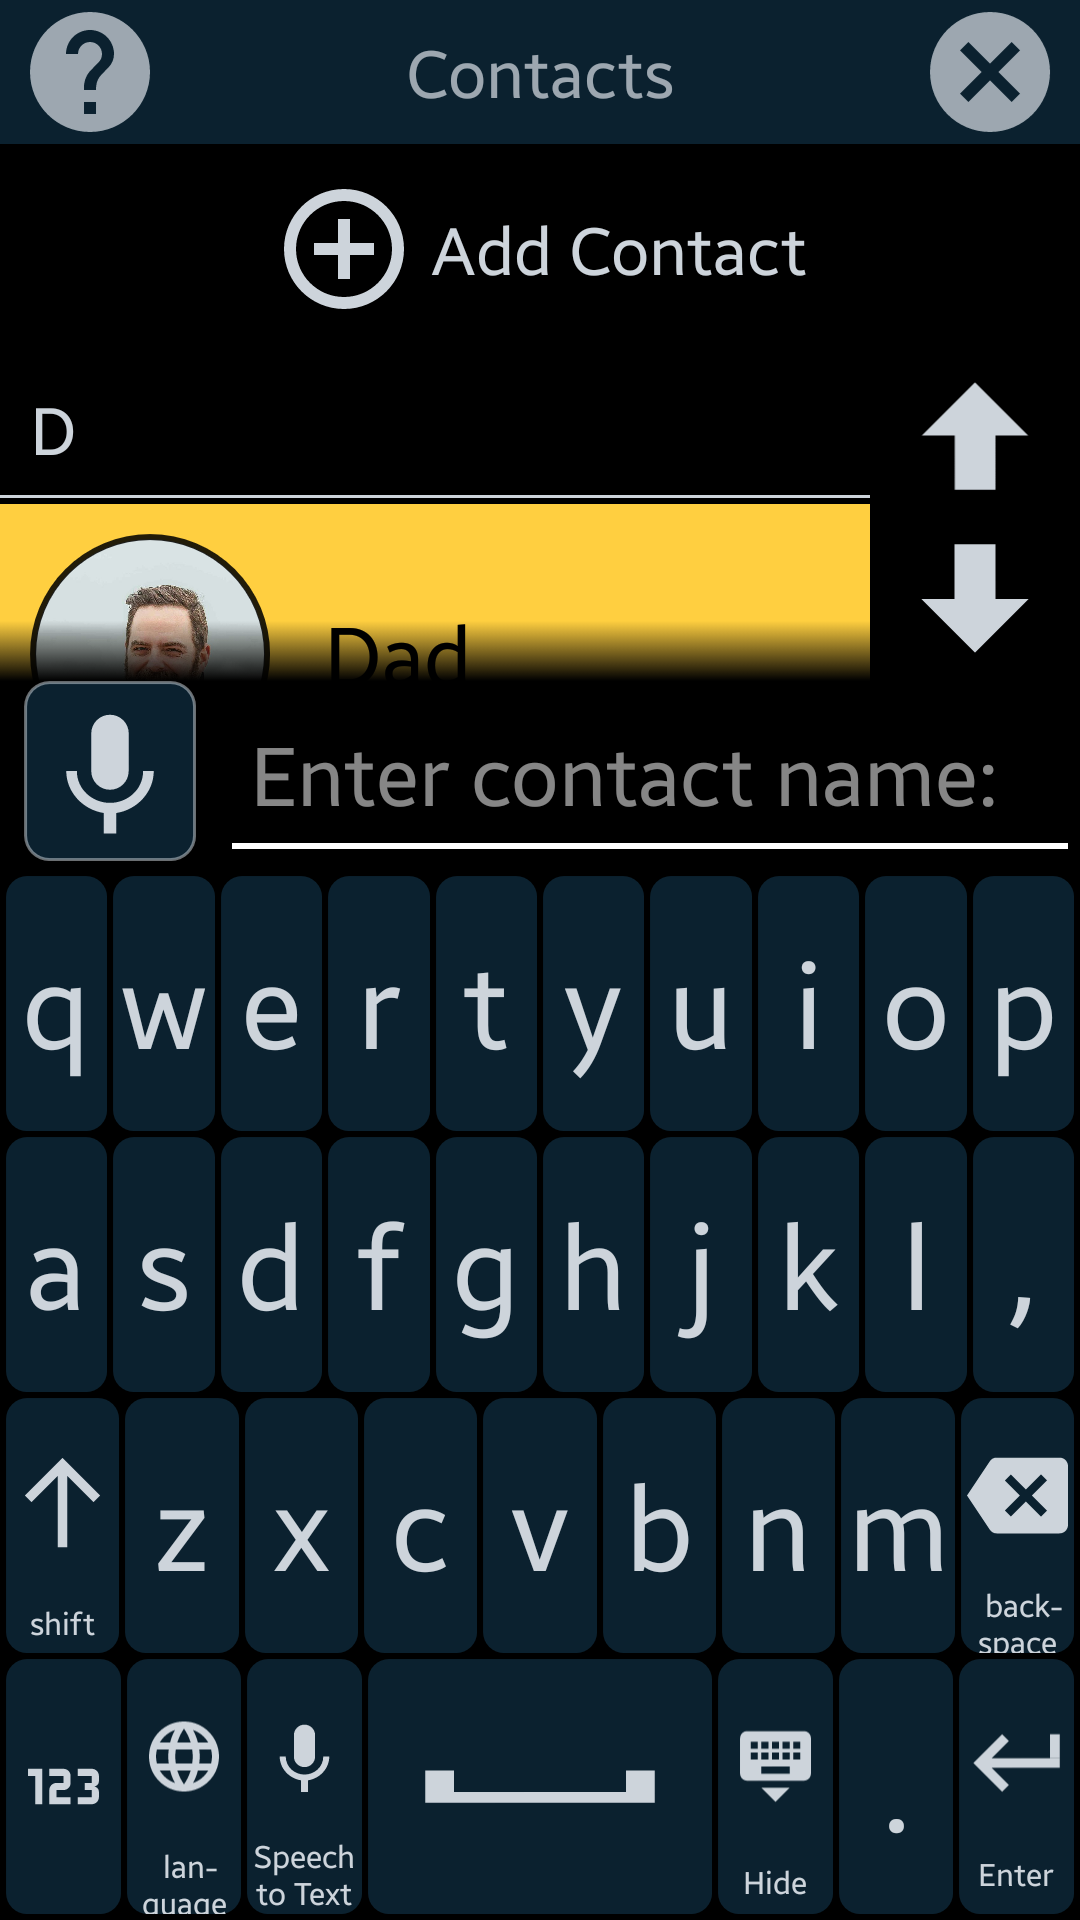 ?
Contacts
Add Contact
D
Dad
Enter contact name:
q w e r t y u i o p
a s d f g h j k l ,
z x c v b n m
shift
back-
space
123
lan-
guage
Speech
to Text
Hide
.
Enter